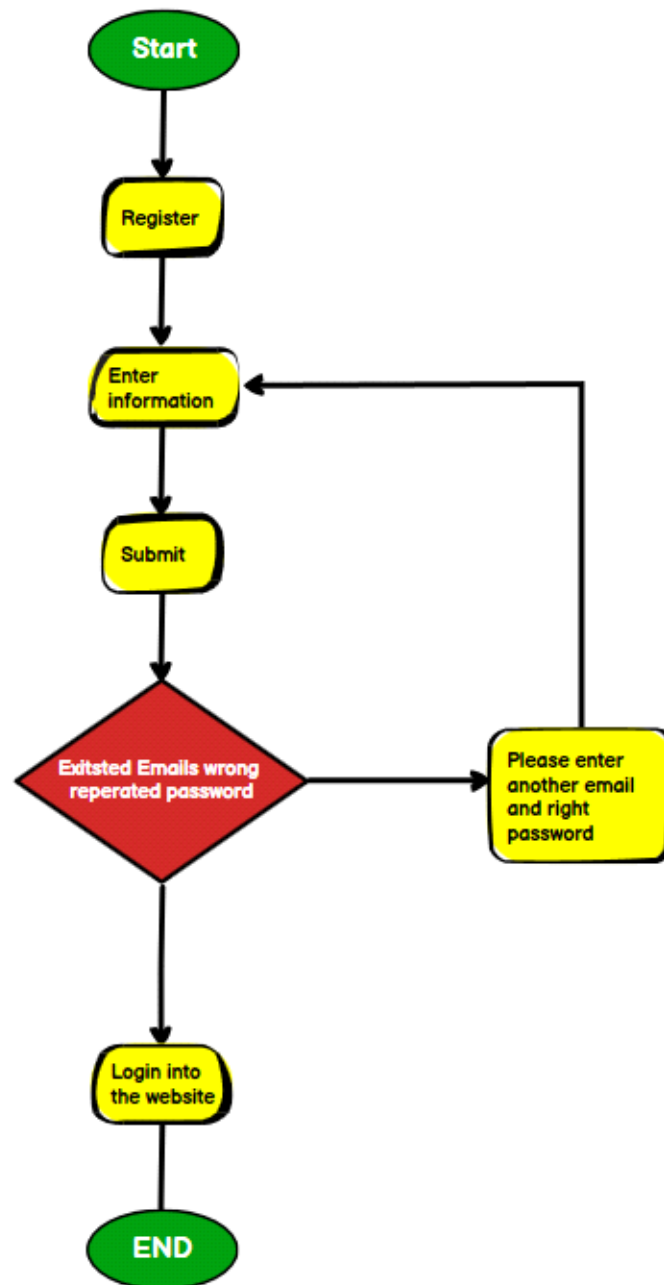 Start
Register
Enter
information
Submit
Exitsted Emails wrong
reperated password
Please enter
another email
and right
password
Login into
the website
END